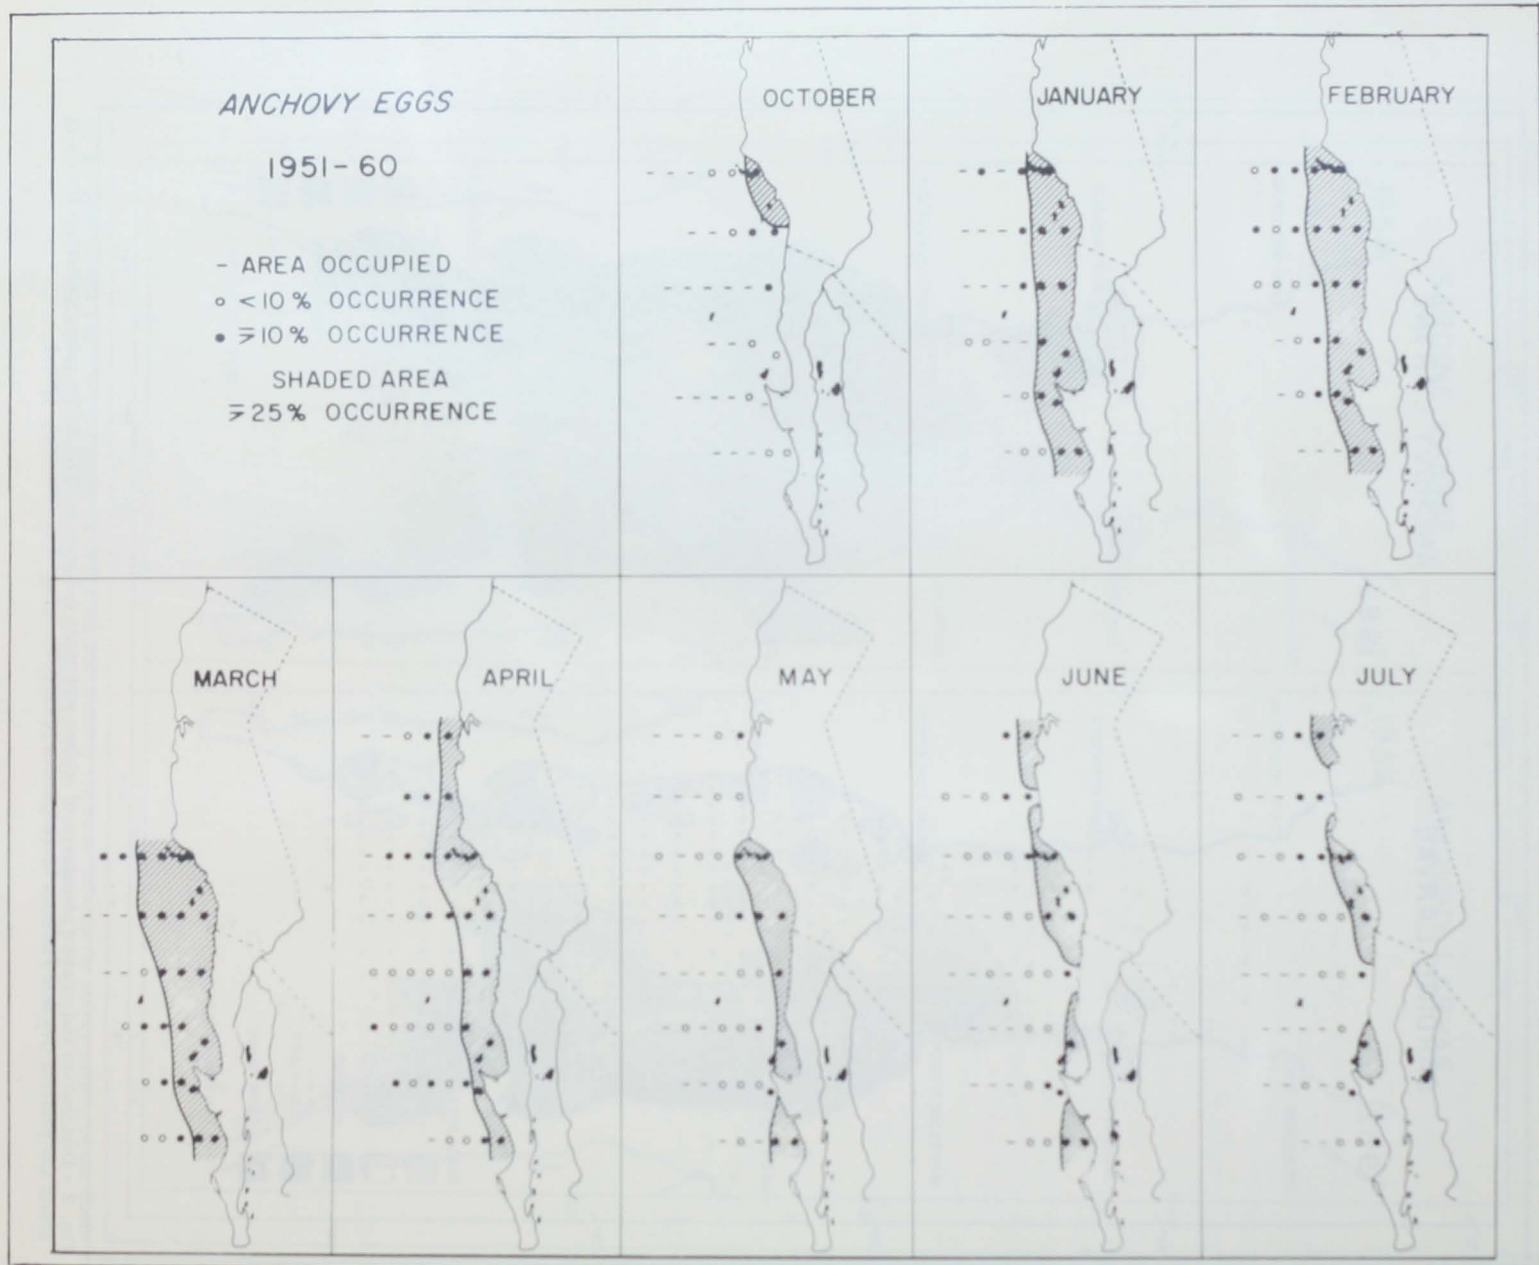 ANCHOVY EGGS
1951-60
- AREA OCCUPIED
○ <10% OCCURRENCE
● ⋝10% OCCURRENCE
SHADED AREA
⋝25% OCCURRENCE
OCTOBER
JANUARY
FEBRUARY
MARCH
APRIL
MAY
JUNE
JULY